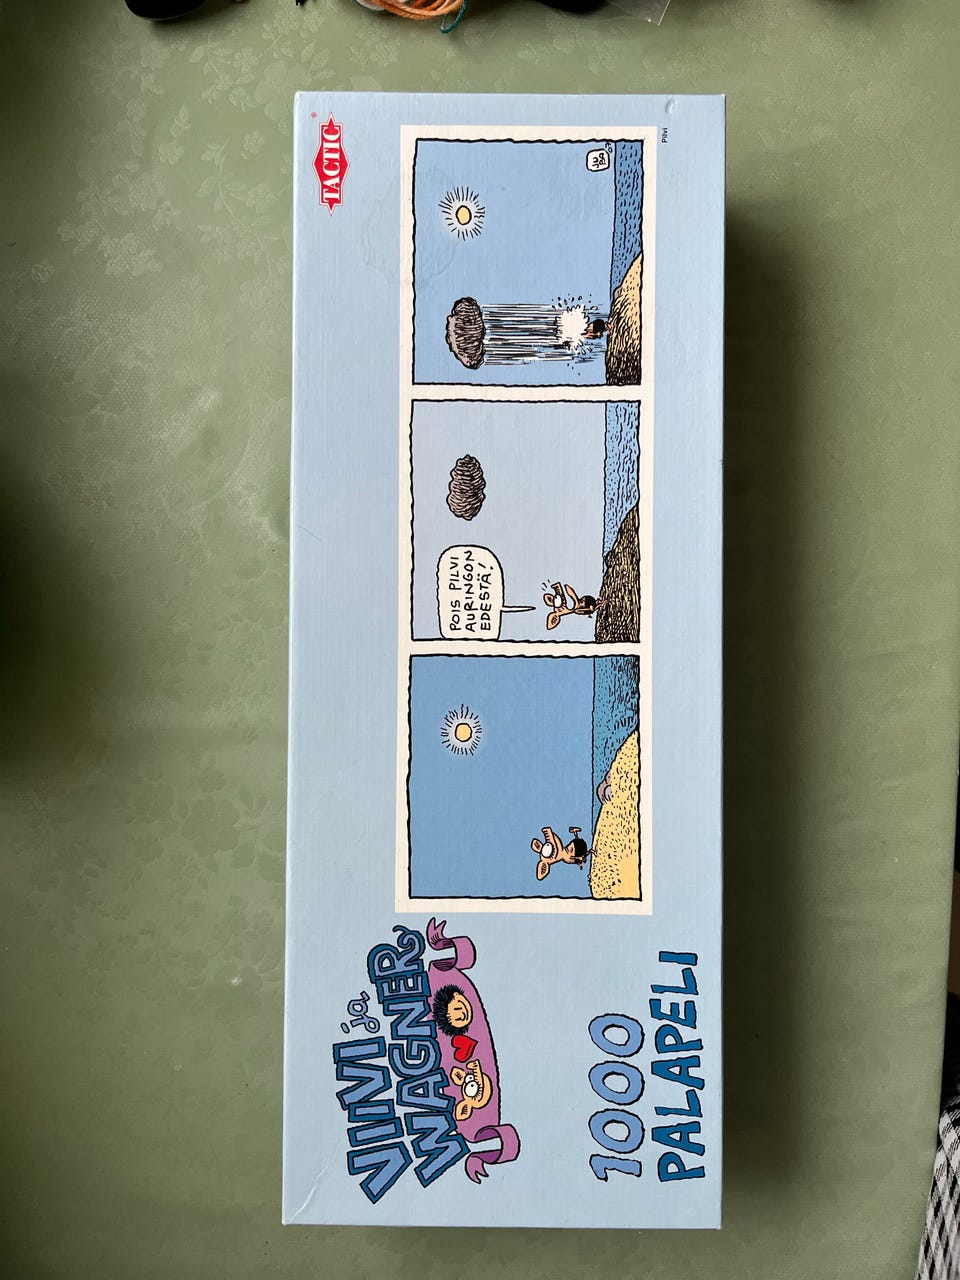 VIIVI ja
WAGNER
1000
PALAPELI
POIS PILVI
AURINGON
EDESTÄ!
TACTIC
®
Pilvi